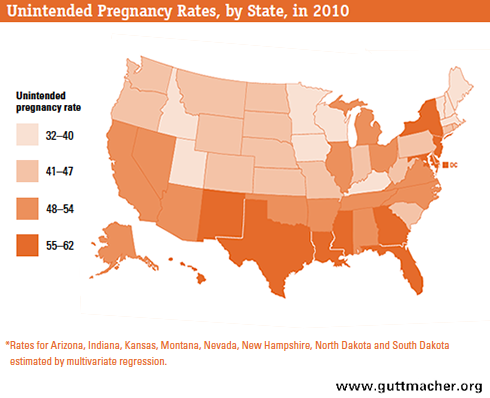 Unintended Pregnancy Rates, by State, in 2010
Unintended
pregnancy rate
32–40
41–47
48–54
55–62
DC
*Rates for Arizona, Indiana, Kansas, Montana, Nevada, New Hampshire, North Dakota and South Dakota
estimated by multivariate regression.
www.guttmacher.org